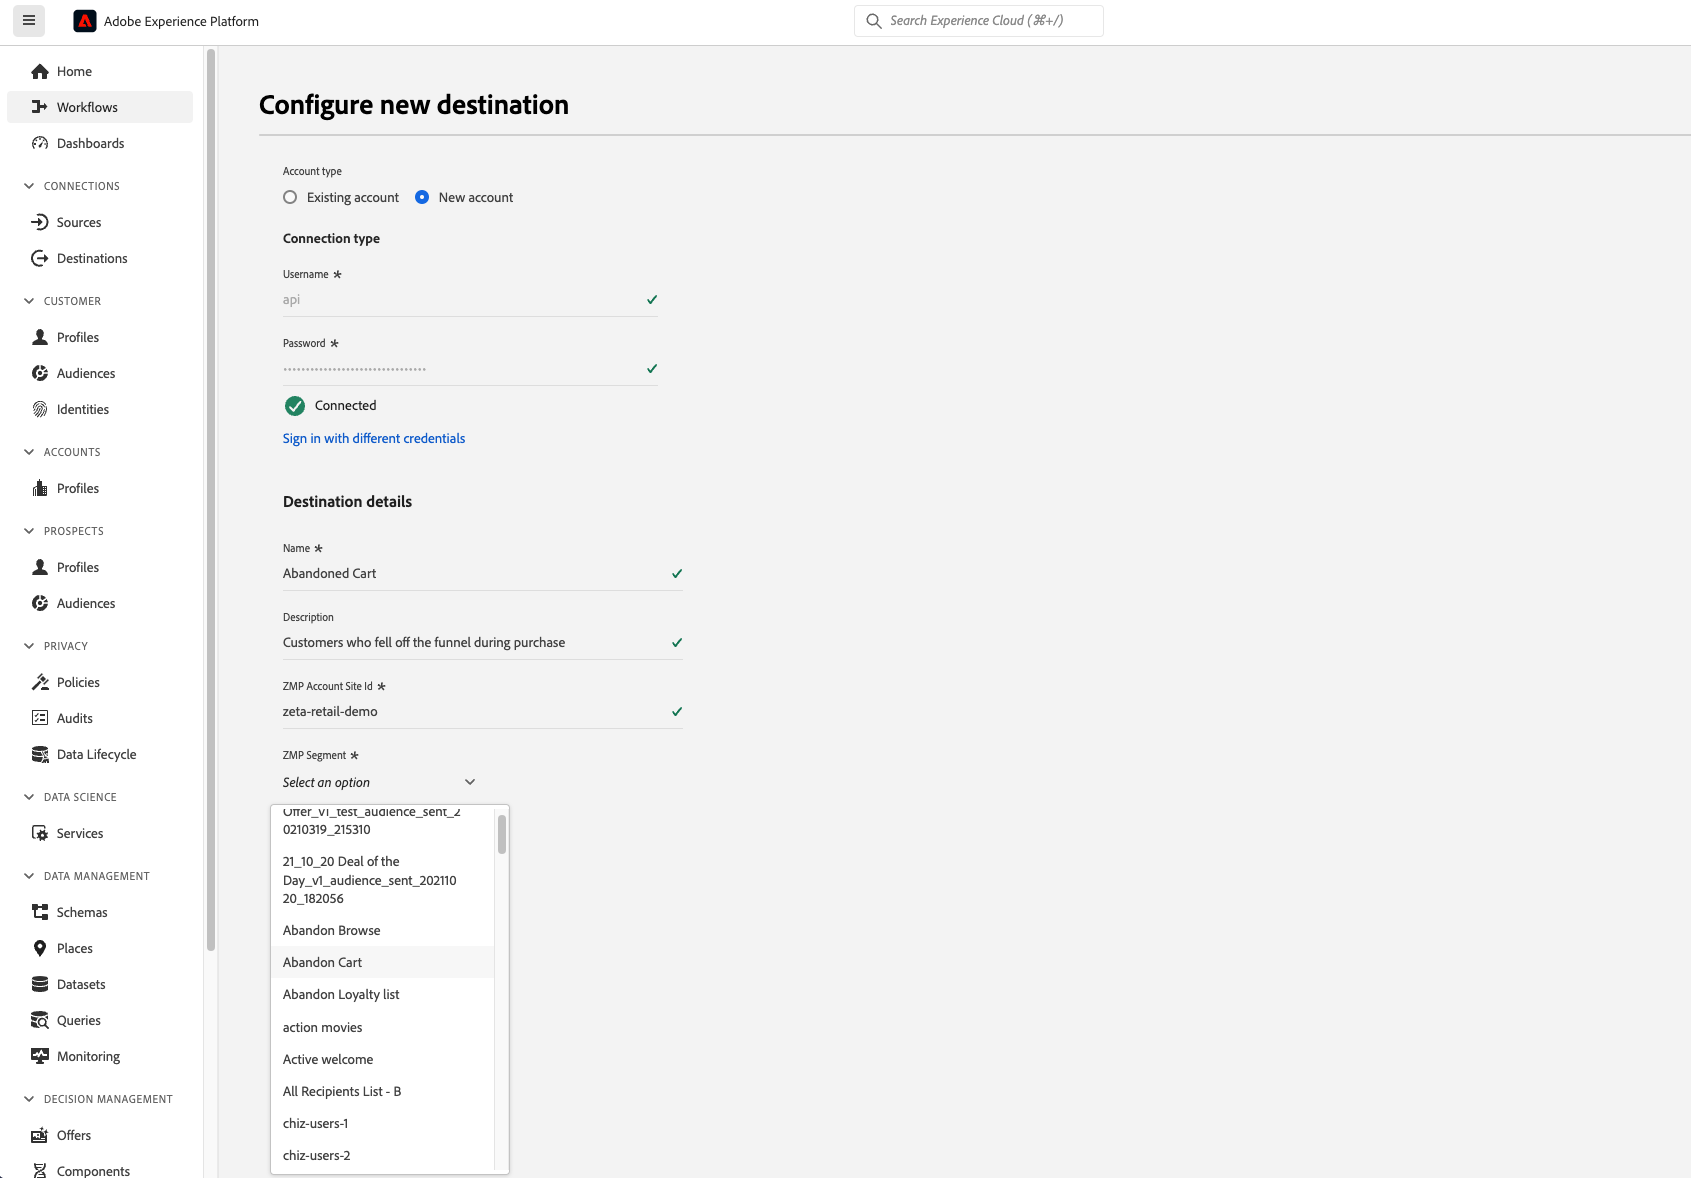 Adobe Experience Platform
Search Experience Cloud (⌘+/)
Home
Workflows
Dashboards
CONNECTIONS
Sources
Destinations
CUSTOMER
Profiles
Audiences
Identities
ACCOUNTS
Profiles
PROSPECTS
Profiles
Audiences
PRIVACY
Policies
Audits
Data Lifecycle
DATA SCIENCE
Services
DATA MANAGEMENT
Schemas
Places
Datasets
Queries
Monitoring
DECISION MANAGEMENT
Offers
Components
Configure new destination
Account type
Existing account
New account
Connection type
Username *
api
Password *
Connected
Sign in with different credentials
Destination details
Name *
Abandoned Cart
Description
Customers who fell off the funnel during purchase
ZMP Account Site Id *
zeta-retail-demo
ZMP Segment *
Select an option
Offer_v1_test_audience_sent_2
0210319_215310
21_10_20 Deal of the
Day_v1_audience_sent_202110
20_182056
Abandon Browse
Abandon Cart
Abandon Loyalty list
action movies
Active welcome
All Recipients List - B
chiz-users-1
chiz-users-2